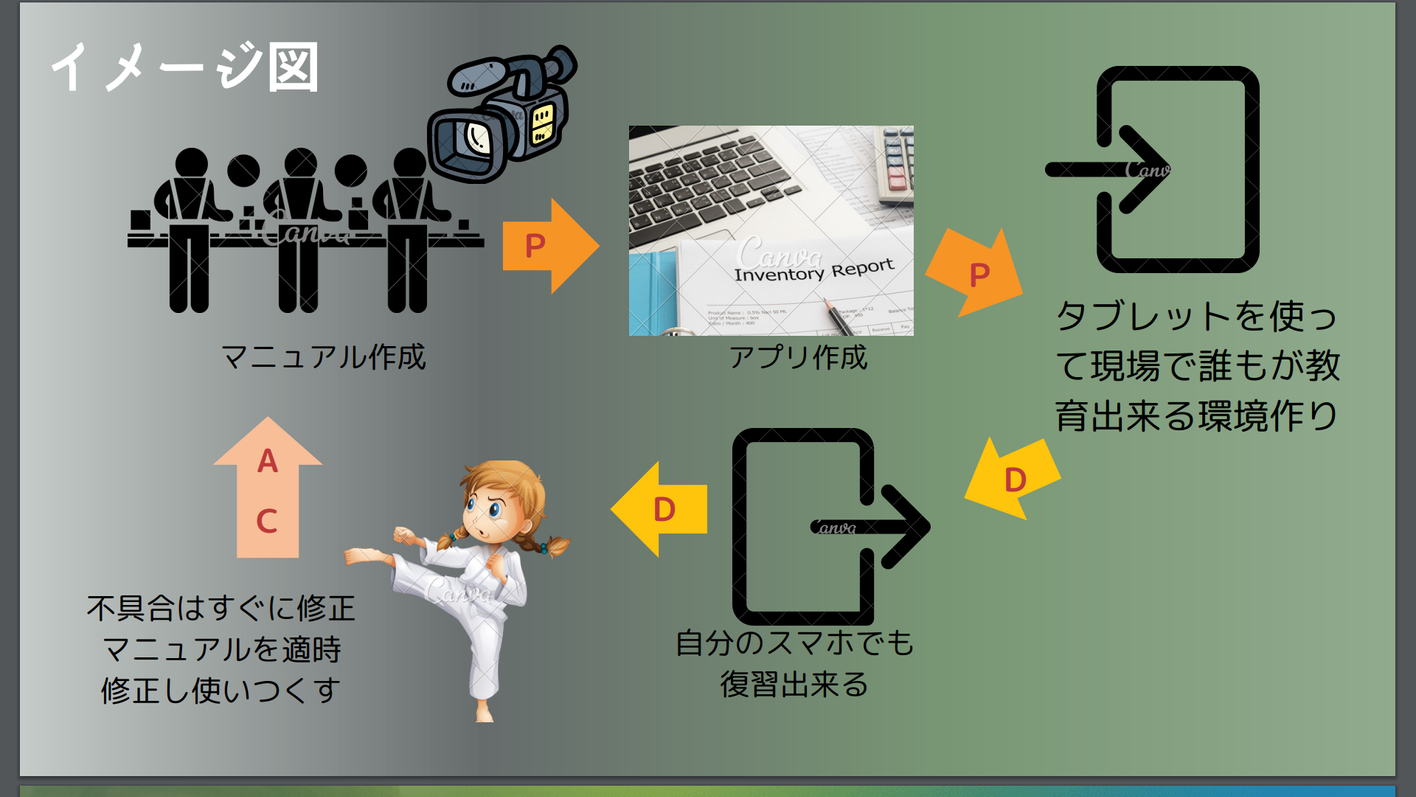 イメージ図
P
Canva
Inventory Report
P
マニュアル作成
アプリ作成
タブレットを使っ
て現場で誰もが教
育出来る環境作り
A
C
D
D
不具合はすぐに修正
マニュアルを適時
修正し使いつくす
自分のスマホでも
復習出来る